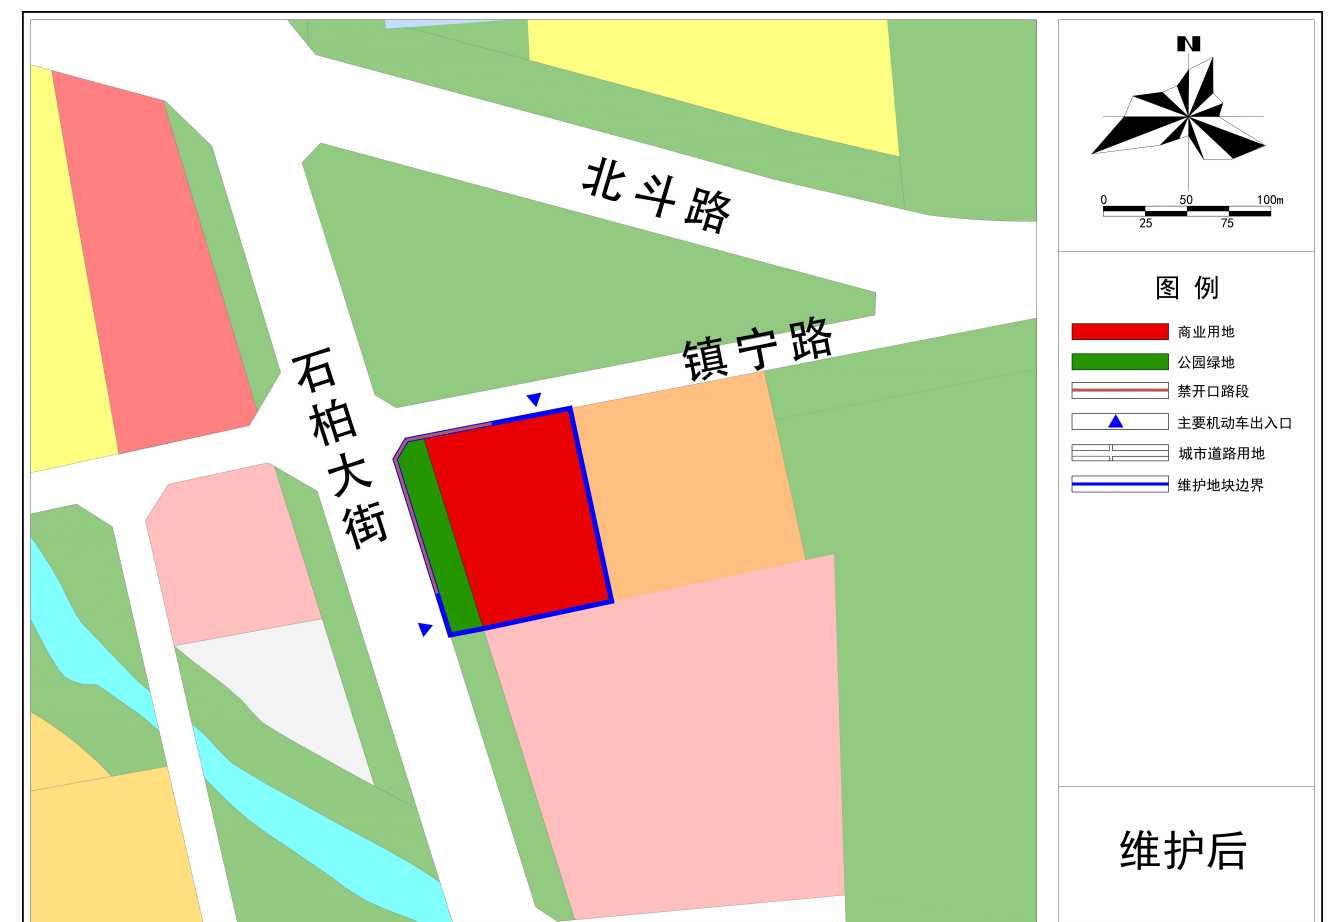 北斗路
镇宁路
石柏大街
N
0 50 100m
25 75
图 例
商业用地
公园绿地
禁开口路段
主要机动车出入口
城市道路用地
维护地块边界
维护后